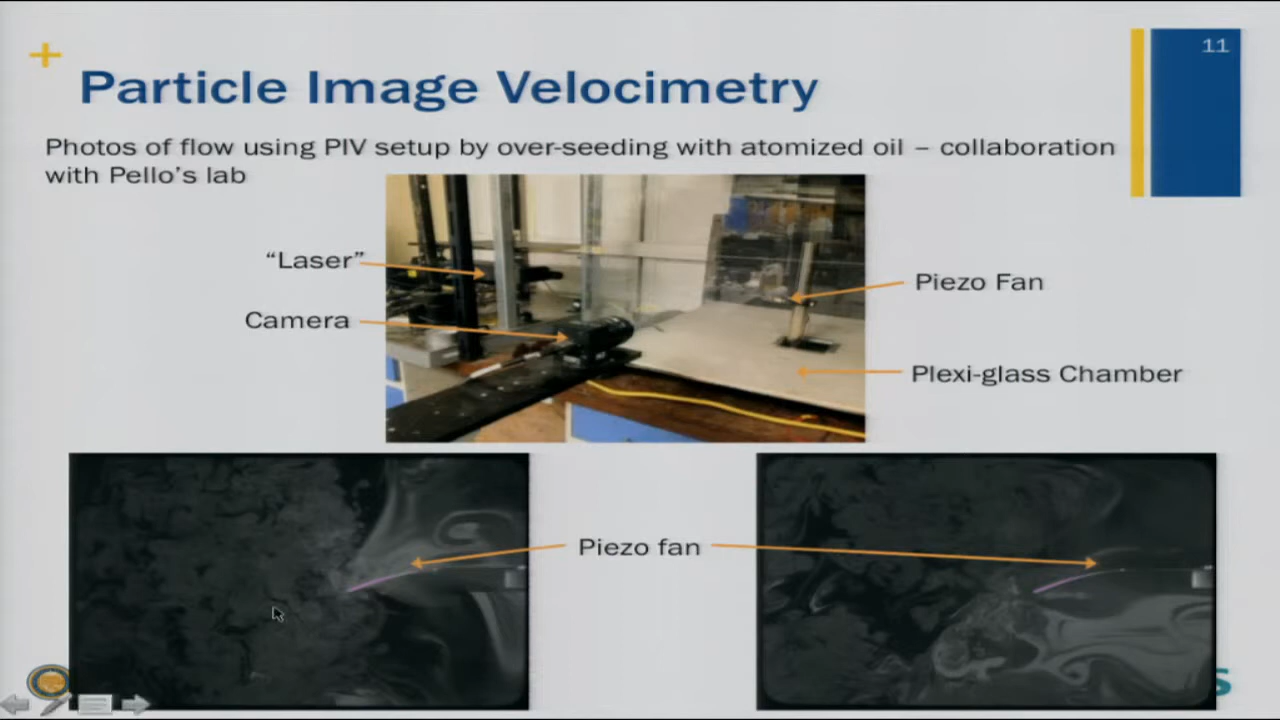 11
Particle Image Velocimetry
Photos of flow using PIV setup by over-seeding with atomized oil – collaboration
with Pello's lab
"Laser"
Piezo Fan
Camera
Plexi-glass Chamber
Piezo fan
s